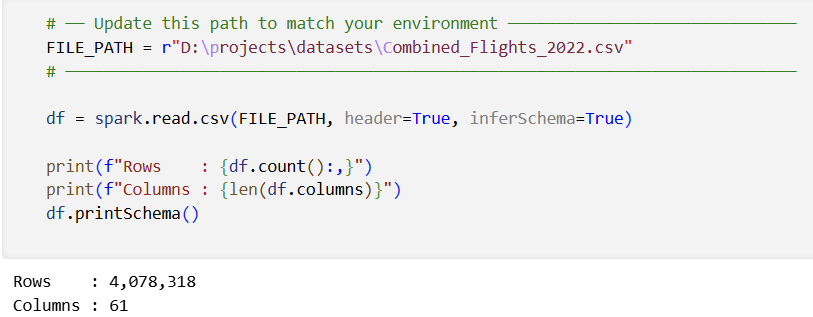 # —— Update this path to match your environment ——————————————————————
FILE_PATH = r"D:\projects\datasets\Combined_Flights_2022.csv"
# ————————————————————————————————————————————————————————
df = spark.read.csv(FILE_PATH, header=True, inferSchema=True)
print(f"Rows    : {df.count():,}")
print(f"Columns : {len(df.columns)}")
df.printSchema()
Rows    : 4,078,318
Columns : 61